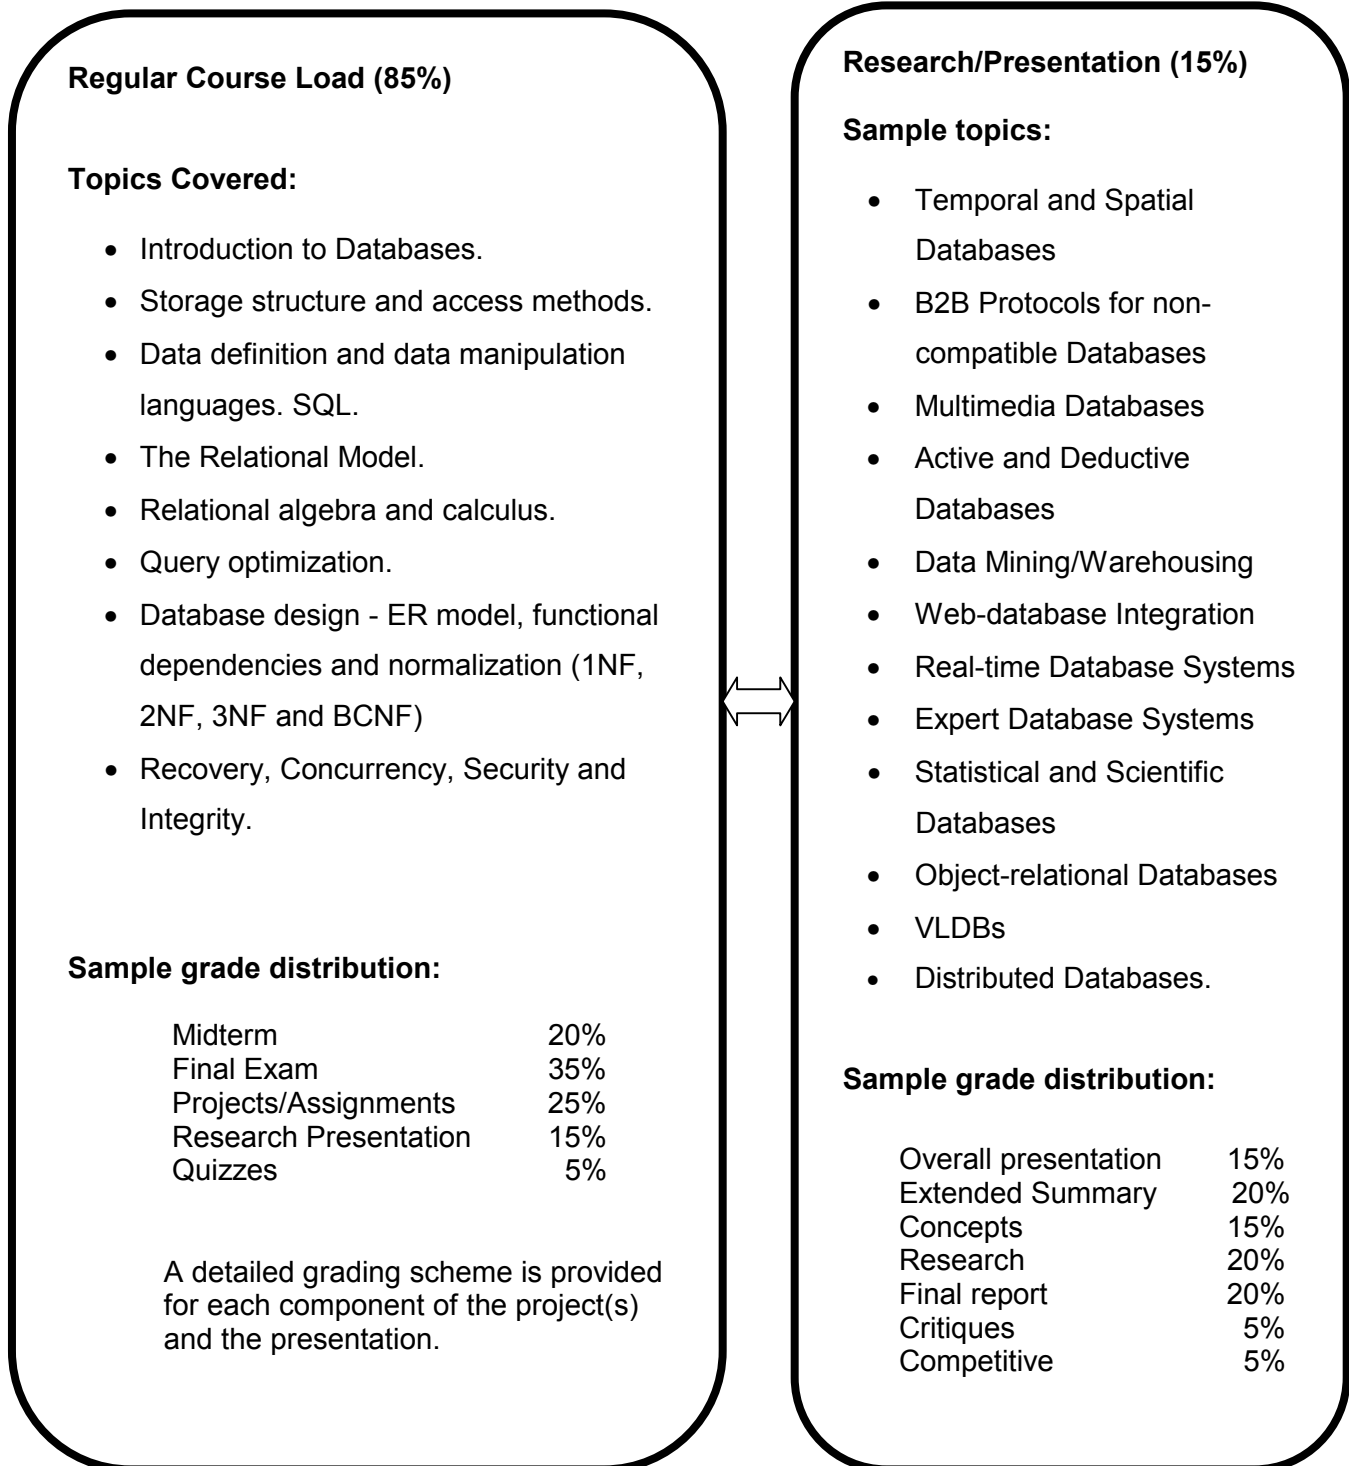 Regular Course Load (85%)
Topics Covered:
• Introduction to Databases.
• Storage structure and access methods.
• Data definition and data manipulation
languages. SQL.
• The Relational Model.
• Relational algebra and calculus.
• Query optimization.
• Database design - ER model, functional
dependencies and normalization (1NF,
2NF, 3NF and BCNF)
• Recovery, Concurrency, Security and
Integrity.
Sample grade distribution:
Midterm 20%
Final Exam 35%
Projects/Assignments 25%
Research Presentation 15%
Quizzes 5%
A detailed grading scheme is provided
for each component of the project(s)
and the presentation.
Research/Presentation (15%)
Sample topics:
• Temporal and Spatial
Databases
• B2B Protocols for non-
compatible Databases
• Multimedia Databases
• Active and Deductive
Databases
• Data Mining/Warehousing
• Web-database Integration
• Real-time Database Systems
• Expert Database Systems
• Statistical and Scientific
Databases
• Object-relational Databases
• VLDBs
• Distributed Databases.
Sample grade distribution:
Overall presentation 15%
Extended Summary 20%
Concepts 15%
Research 20%
Final report 20%
Critiques 5%
Competitive 5%